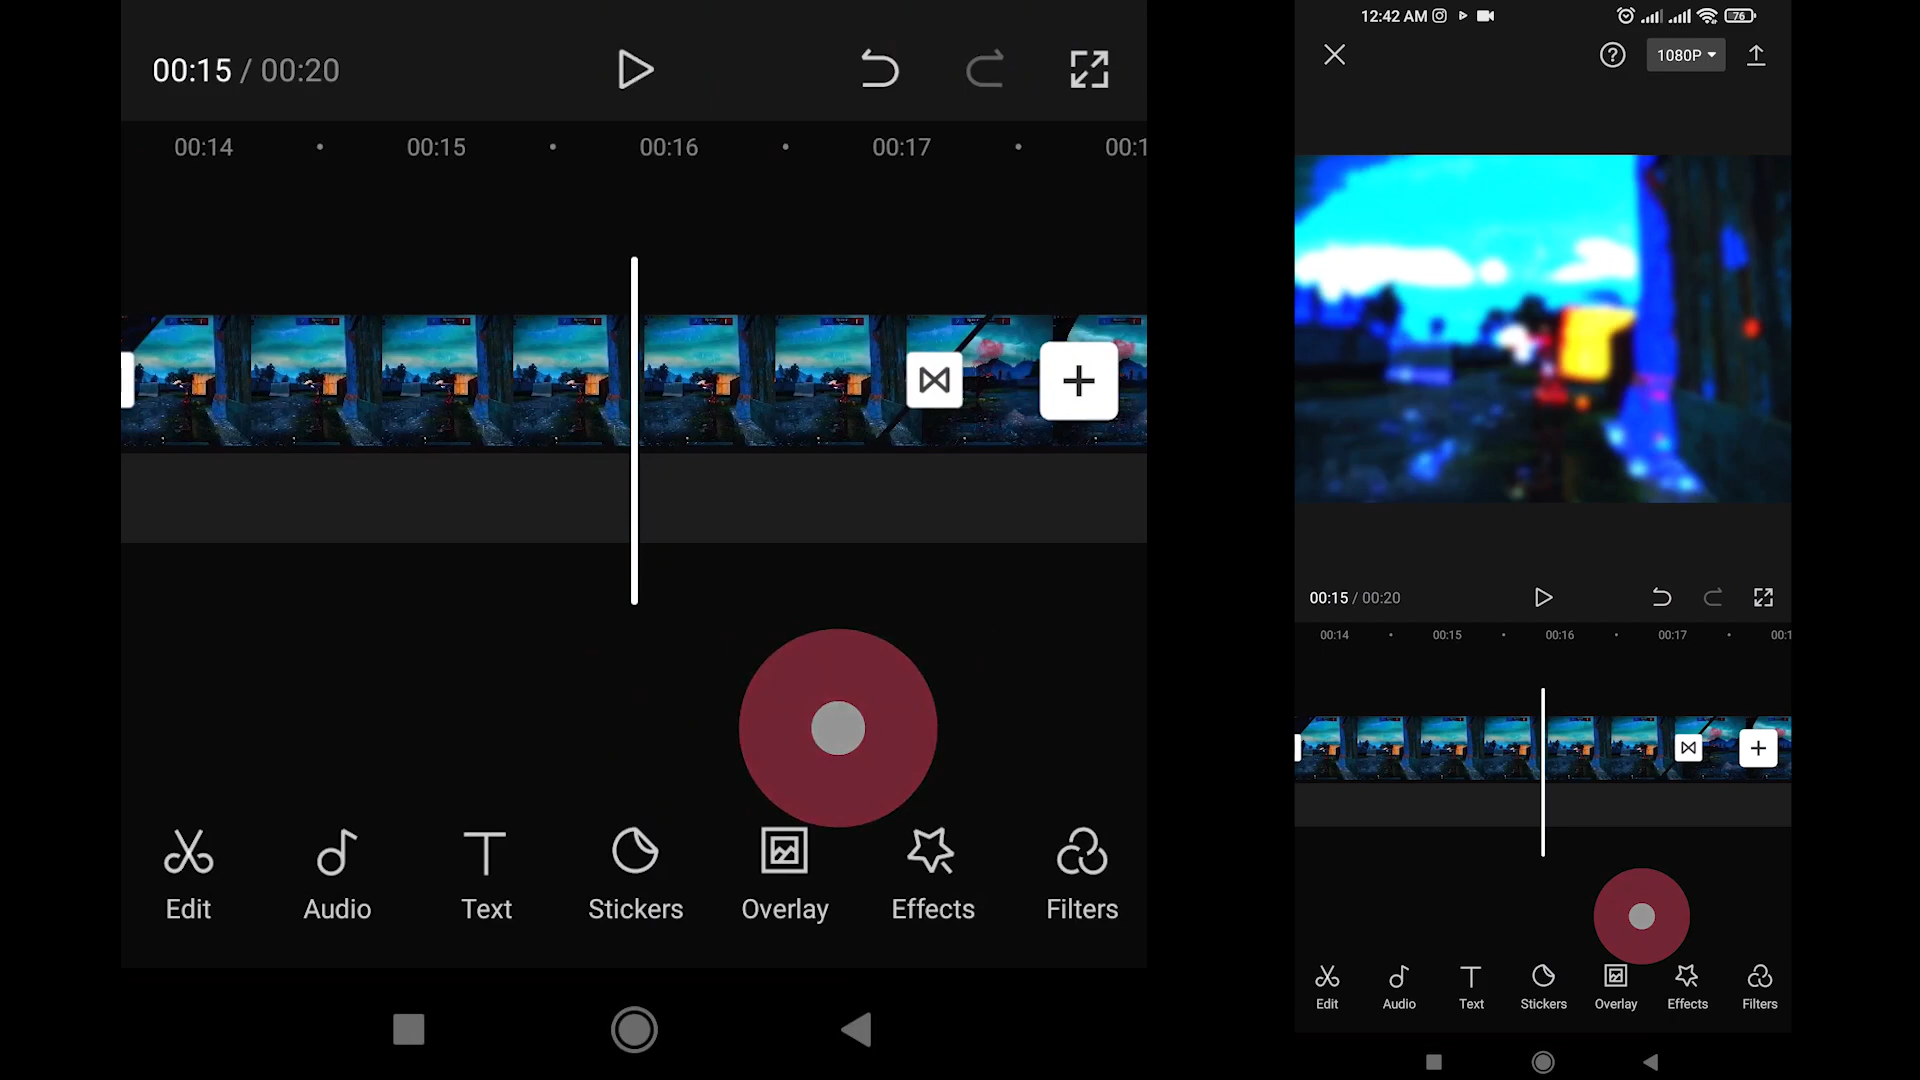 00:15 / 00:20
00:14 • 00:15 • 00:16 • 00:17 • 00:1
Edit Audio Text Stickers Overlay Effects Filters
12:42 AM 76
1080P
00:15 / 00:20
00:14 • 00:15 • 00:16 • 00:17 • 00:1
Edit Audio Text Stickers Overlay Effects Filters